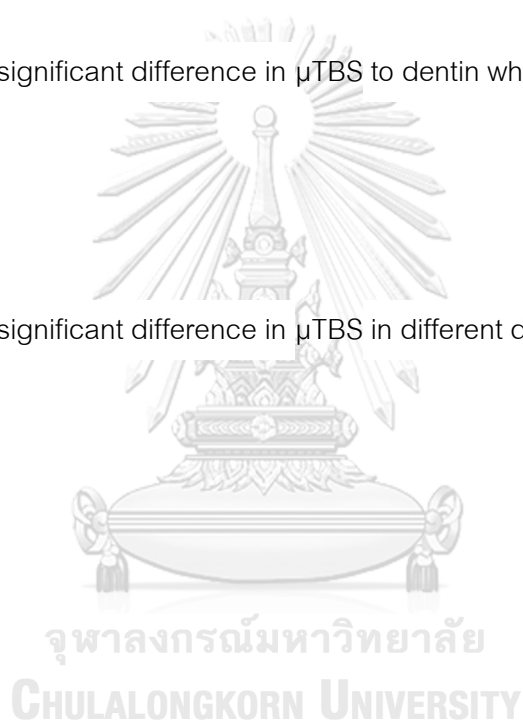 significant difference in μTBS to dentin wh
significant difference in μTBS in different
จุฬาลงกรณ์มหาวิทยาลัย
CHULALONGKORN UNIVERSITY